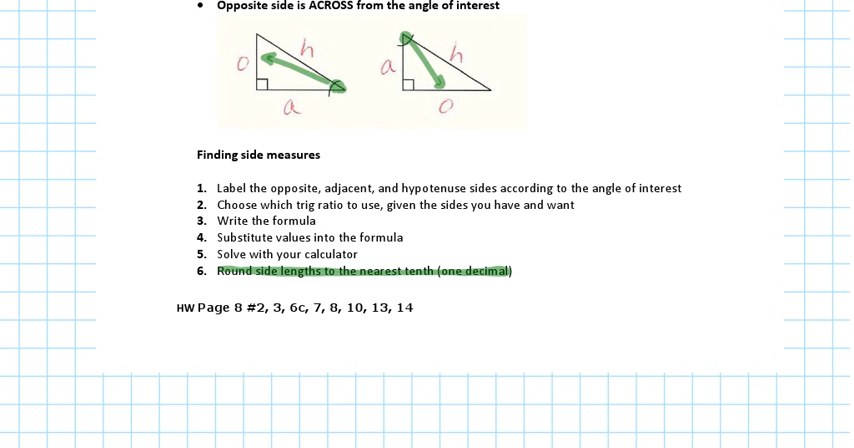 • Opposite side is ACROSS from the angle of interest
o h a
a h o
Finding side measures
1. Label the opposite, adjacent, and hypotenuse sides according to the angle of interest
2. Choose which trig ratio to use, given the sides you have and want
3. Write the formula
4. Substitute values into the formula
5. Solve with your calculator
6. Round side lengths to the nearest tenth (one decimal)
HW Page 8 #2, 3, 6c, 7, 8, 10, 13, 14